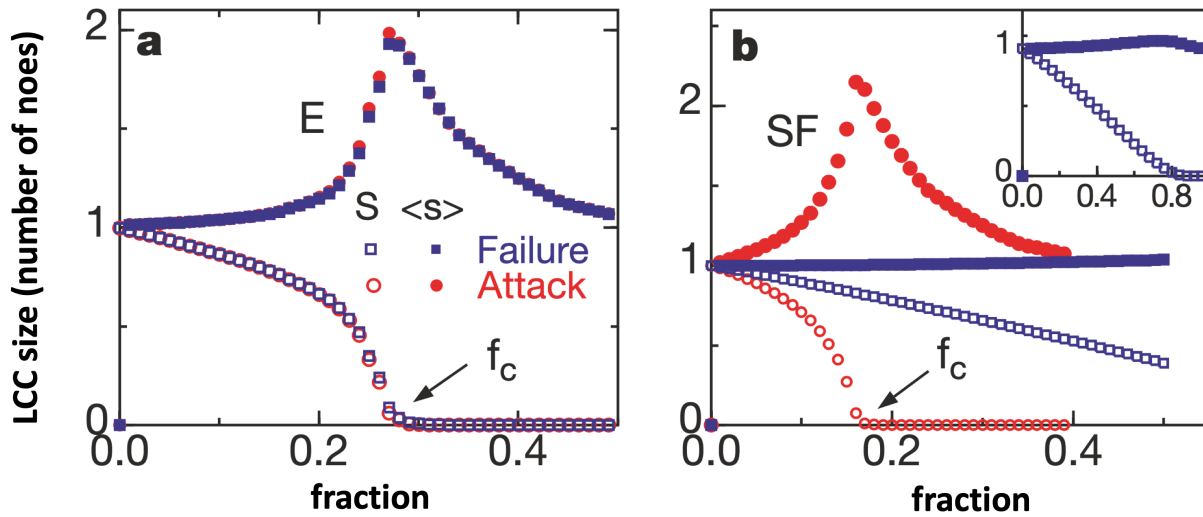 LCC size (number of noes)
a
E
S <s>
Failure
Attack
f c
2
1
0
0.0 0.2 0.4
fraction
b
SF
f c
2
1
0
0.0 0.2 0.4
fraction
1
0
0.0 0.4 0.8